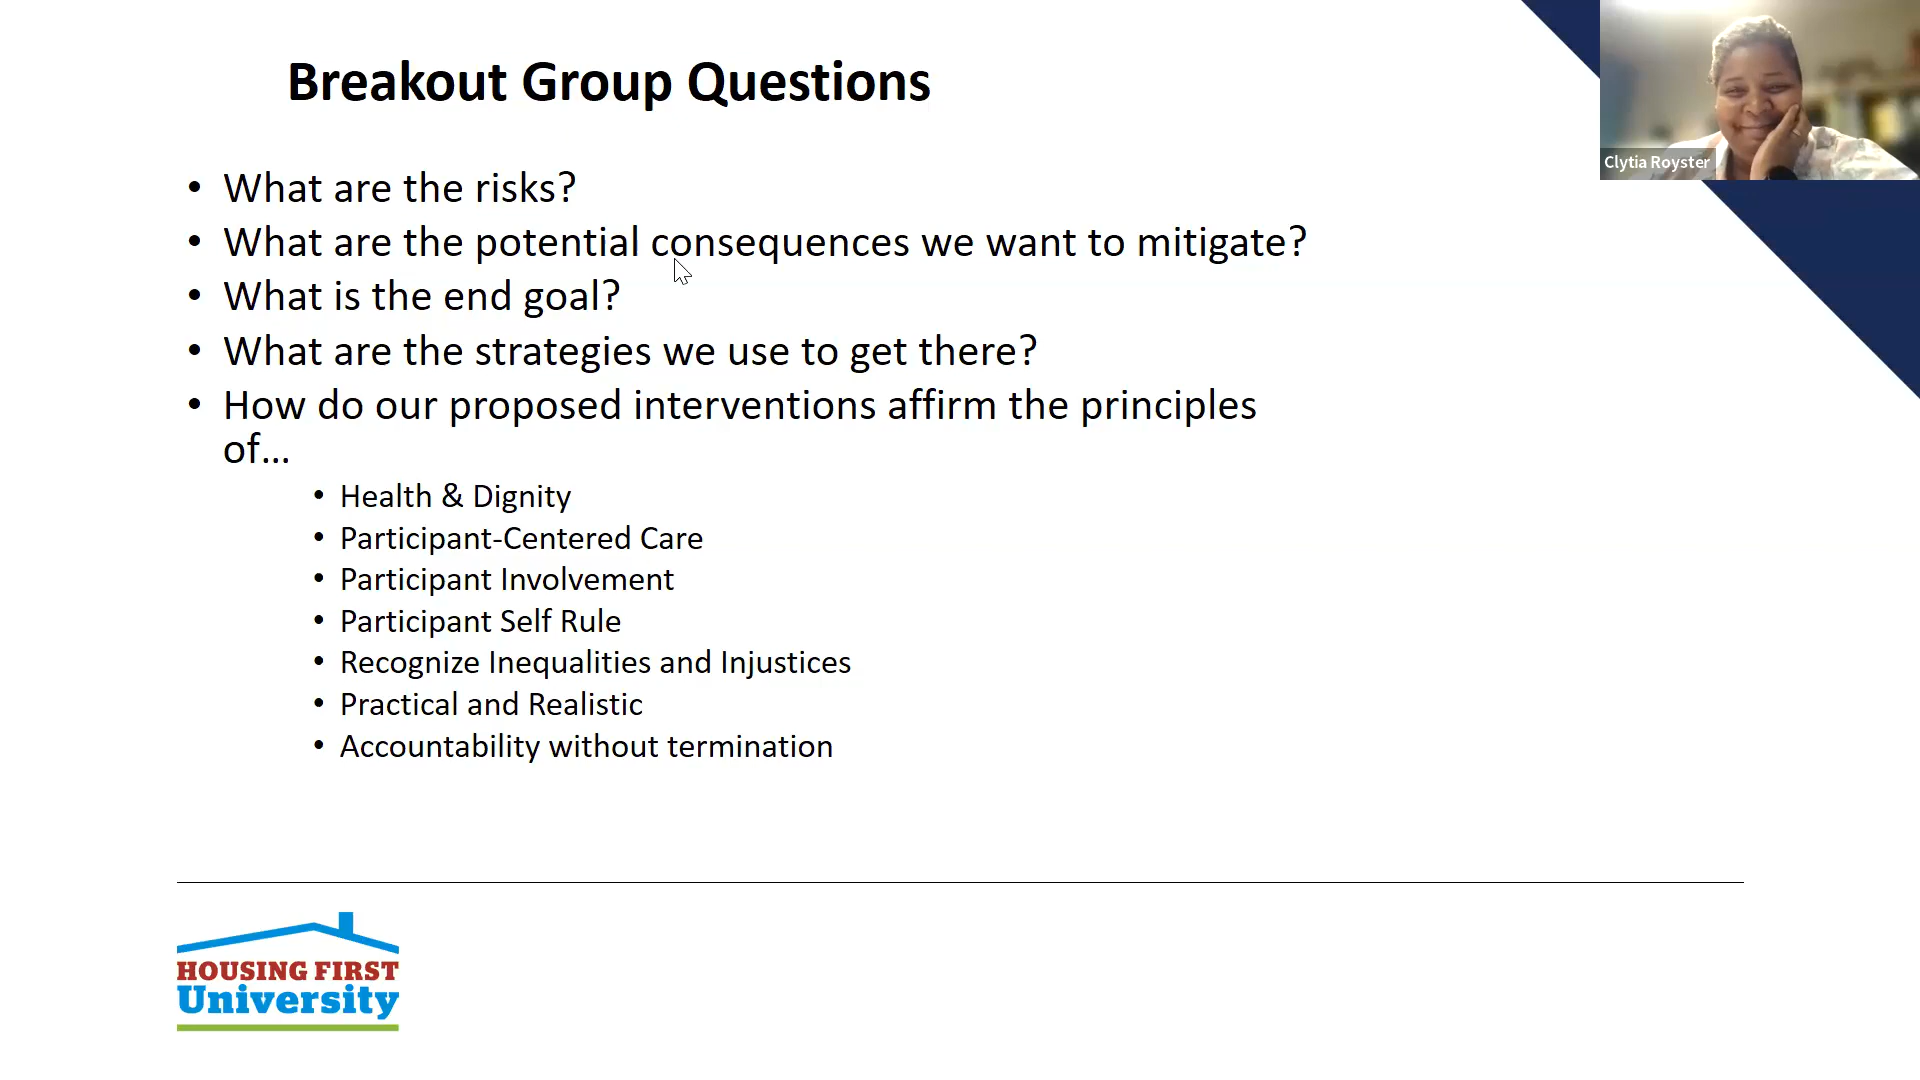 Breakout Group Questions
Clytia Royster
• What are the risks?
• What are the potential consequences we want to mitigate?
• What is the end goal?
• What are the strategies we use to get there?
• How do our proposed interventions affirm the principles
of...
• Health & Dignity
• Participant-Centered Care
• Participant Involvement
• Participant Self Rule
• Recognize Inequalities and Injustices
• Practical and Realistic
• Accountability without termination
HOUSING FIRST
University